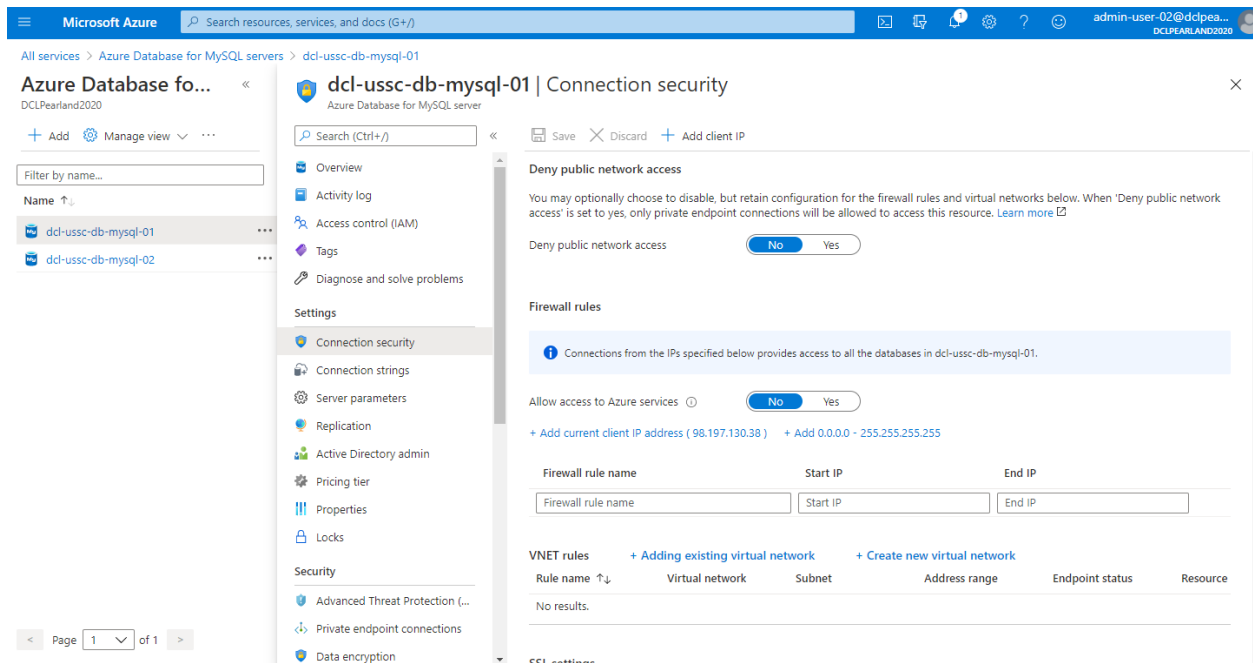 Microsoft Azure
Search resources, services, and docs (G+/)
1
admin-user-02@dclpea...
DCLPEARLAND2020
All services > Azure Database for MySQL servers > dcl-ussc-db-mysql-01
Azure Database fo... «
DCLPearland2020
+ Add Manage view ...
Filter by name...
Name ↑↓
dcl-ussc-db-mysql-01 ...
dcl-ussc-db-mysql-02 ...
< Page 1 of 1 >
dcl-ussc-db-mysql-01 | Connection security
Azure Database for MySQL server
Search (Ctrl+/) «
Overview
Activity log
Access control (IAM)
Tags
Diagnose and solve problems
Settings
Connection security
Connection strings
Server parameters
Replication
Active Directory admin
Pricing tier
Properties
Locks
Security
Advanced Threat Protection (...
Private endpoint connections
Data encryption
Save Discard + Add client IP
Deny public network access
You may optionally choose to disable, but retain configuration for the firewall rules and virtual networks below. When 'Deny public network
access' is set to yes, only private endpoint connections will be allowed to access this resource. Learn more
Deny public network access No Yes
Firewall rules
Connections from the IPs specified below provides access to all the databases in dcl-ussc-db-mysql-01.
Allow access to Azure services No Yes
+ Add current client IP address ( 98.197.130.38 ) + Add 0.0.0.0 - 255.255.255.255
Firewall rule name Start IP End IP
Firewall rule name Start IP End IP
VNET rules + Adding existing virtual network + Create new virtual network
Rule name ↑↓ Virtual network Subnet Address range Endpoint status Resource
No results.
SSL settings